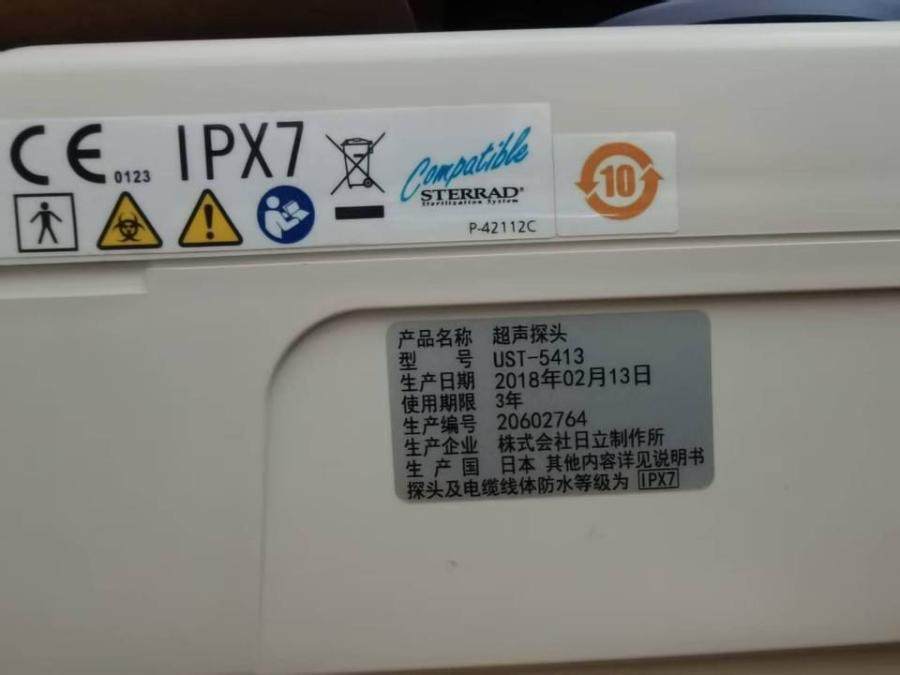 CE 0123 IPX7
Compatible
STERRAD®
Sterilization System
P-42112C
10
产品名称 超声探头
型 号 UST-5413
生产日期 2018年02月13日
使用期限 3年
生产编号 20602764
生产企业 株式会社日立制作所
生 产 国 日本 其他内容详见说明书
探头及电缆线体防水等级为 IPX7